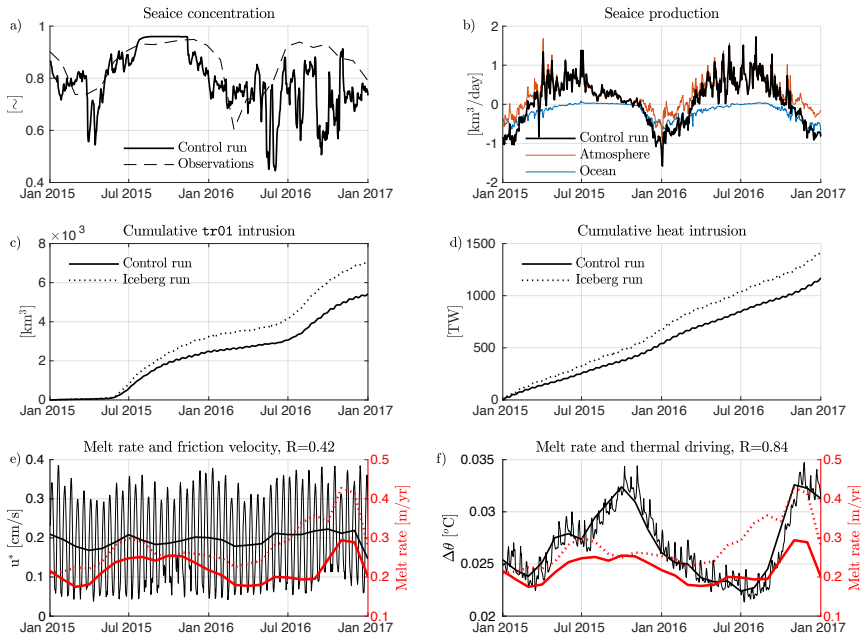 a) Seaice concentration
1
0.8
0.6
0.4
[~]
Control run
Observations
Jan 2015 Jul 2015 Jan 2016 Jul 2016 Jan 2017
b) Seaice production
2
1
0
-1
-2
[km³/day]
Control run
Atmosphere
Ocean
Jan 2015 Jul 2015 Jan 2016 Jul 2016 Jan 2017
c) Cumulative tr01 intrusion
× 10³
8
6
4
2
0
[km³]
Control run
Iceberg run
Jan 2015 Jul 2015 Jan 2016 Jul 2016 Jan 2017
d) Cumulative heat intrusion
1500
1000
500
0
[TW]
Control run
Iceberg run
Jan 2015 Jul 2015 Jan 2016 Jul 2016 Jan 2017
e) Melt rate and friction velocity, R=0.42
0.4
0.3
0.2
0.1
0
u* [cm/s]
0.5
0.4
0.3
0.2
0.1
Melt rate [m/yr]
Jan 2015 Jul 2015 Jan 2016 Jul 2016 Jan 2017
f) Melt rate and thermal driving, R=0.84
0.035
0.03
0.025
0.02
Δθ [°C]
0.5
0.4
0.3
0.2
0.1
Melt rate [m/yr]
Jan 2015 Jul 2015 Jan 2016 Jul 2016 Jan 2017